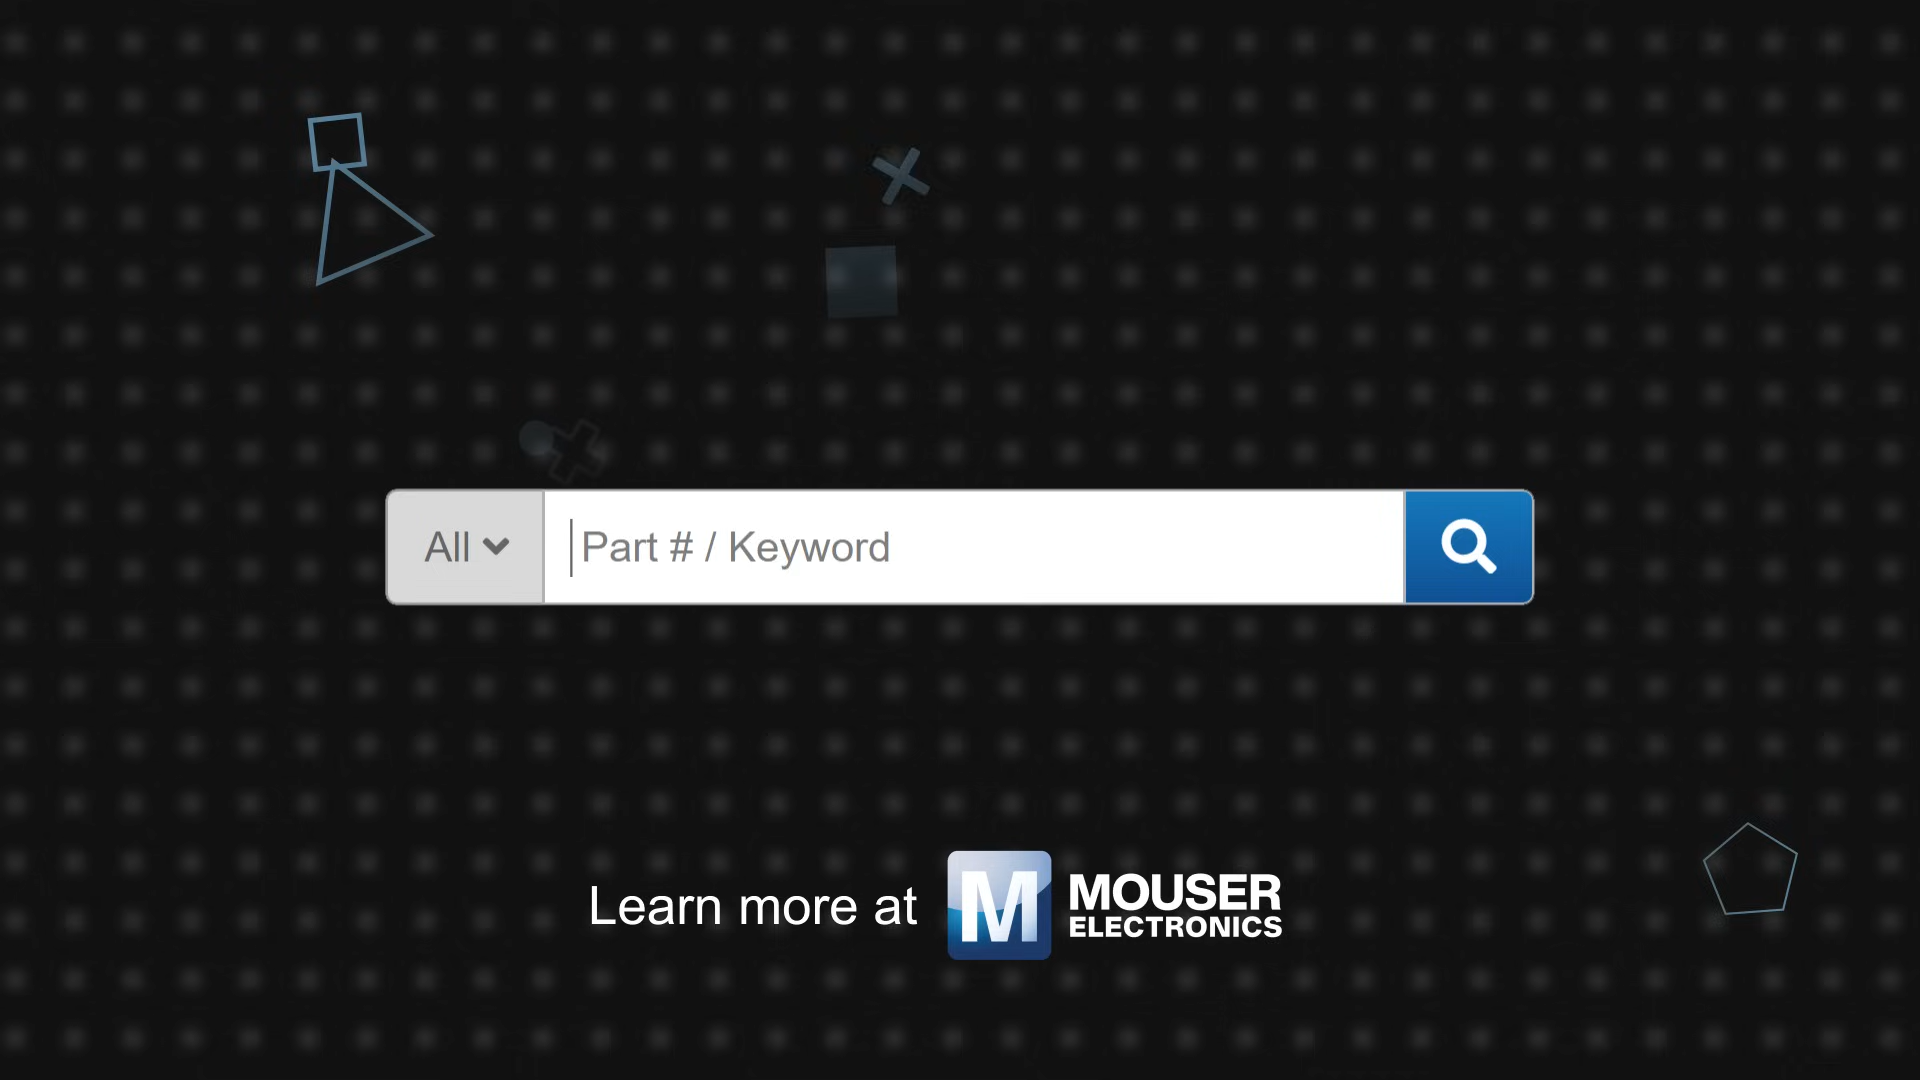 All
Part # / Keyword
Learn more at
M
MOUSER
ELECTRONICS